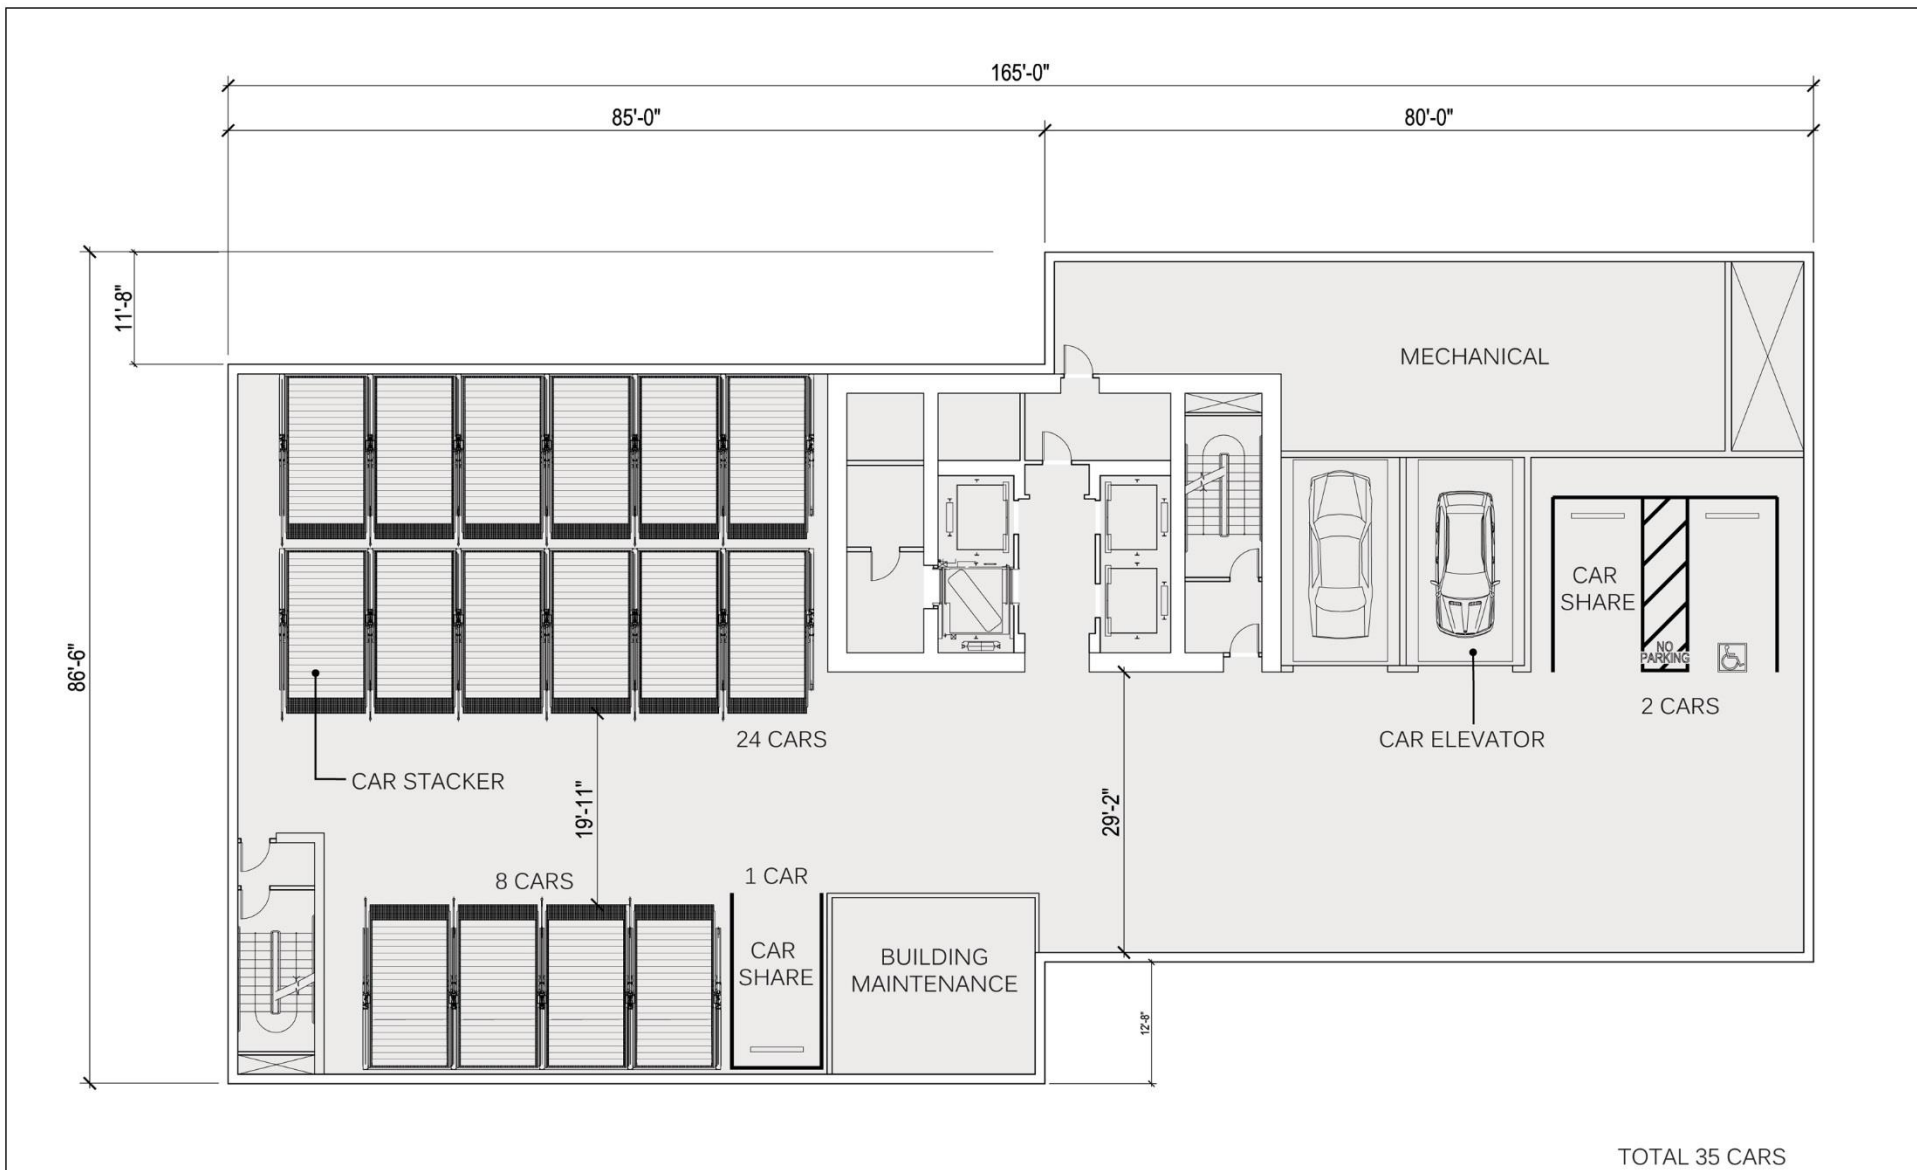 165'-0"
85'-0"
80'-0"
11'-8"
86'-6"
MECHANICAL
CAR
SHARE
NO
PARKING
2 CARS
24 CARS
CAR ELEVATOR
CAR STACKER
19'-11"
29'-2"
8 CARS
1 CAR
CAR
SHARE
BUILDING
MAINTENANCE
12'-8"
TOTAL 35 CARS